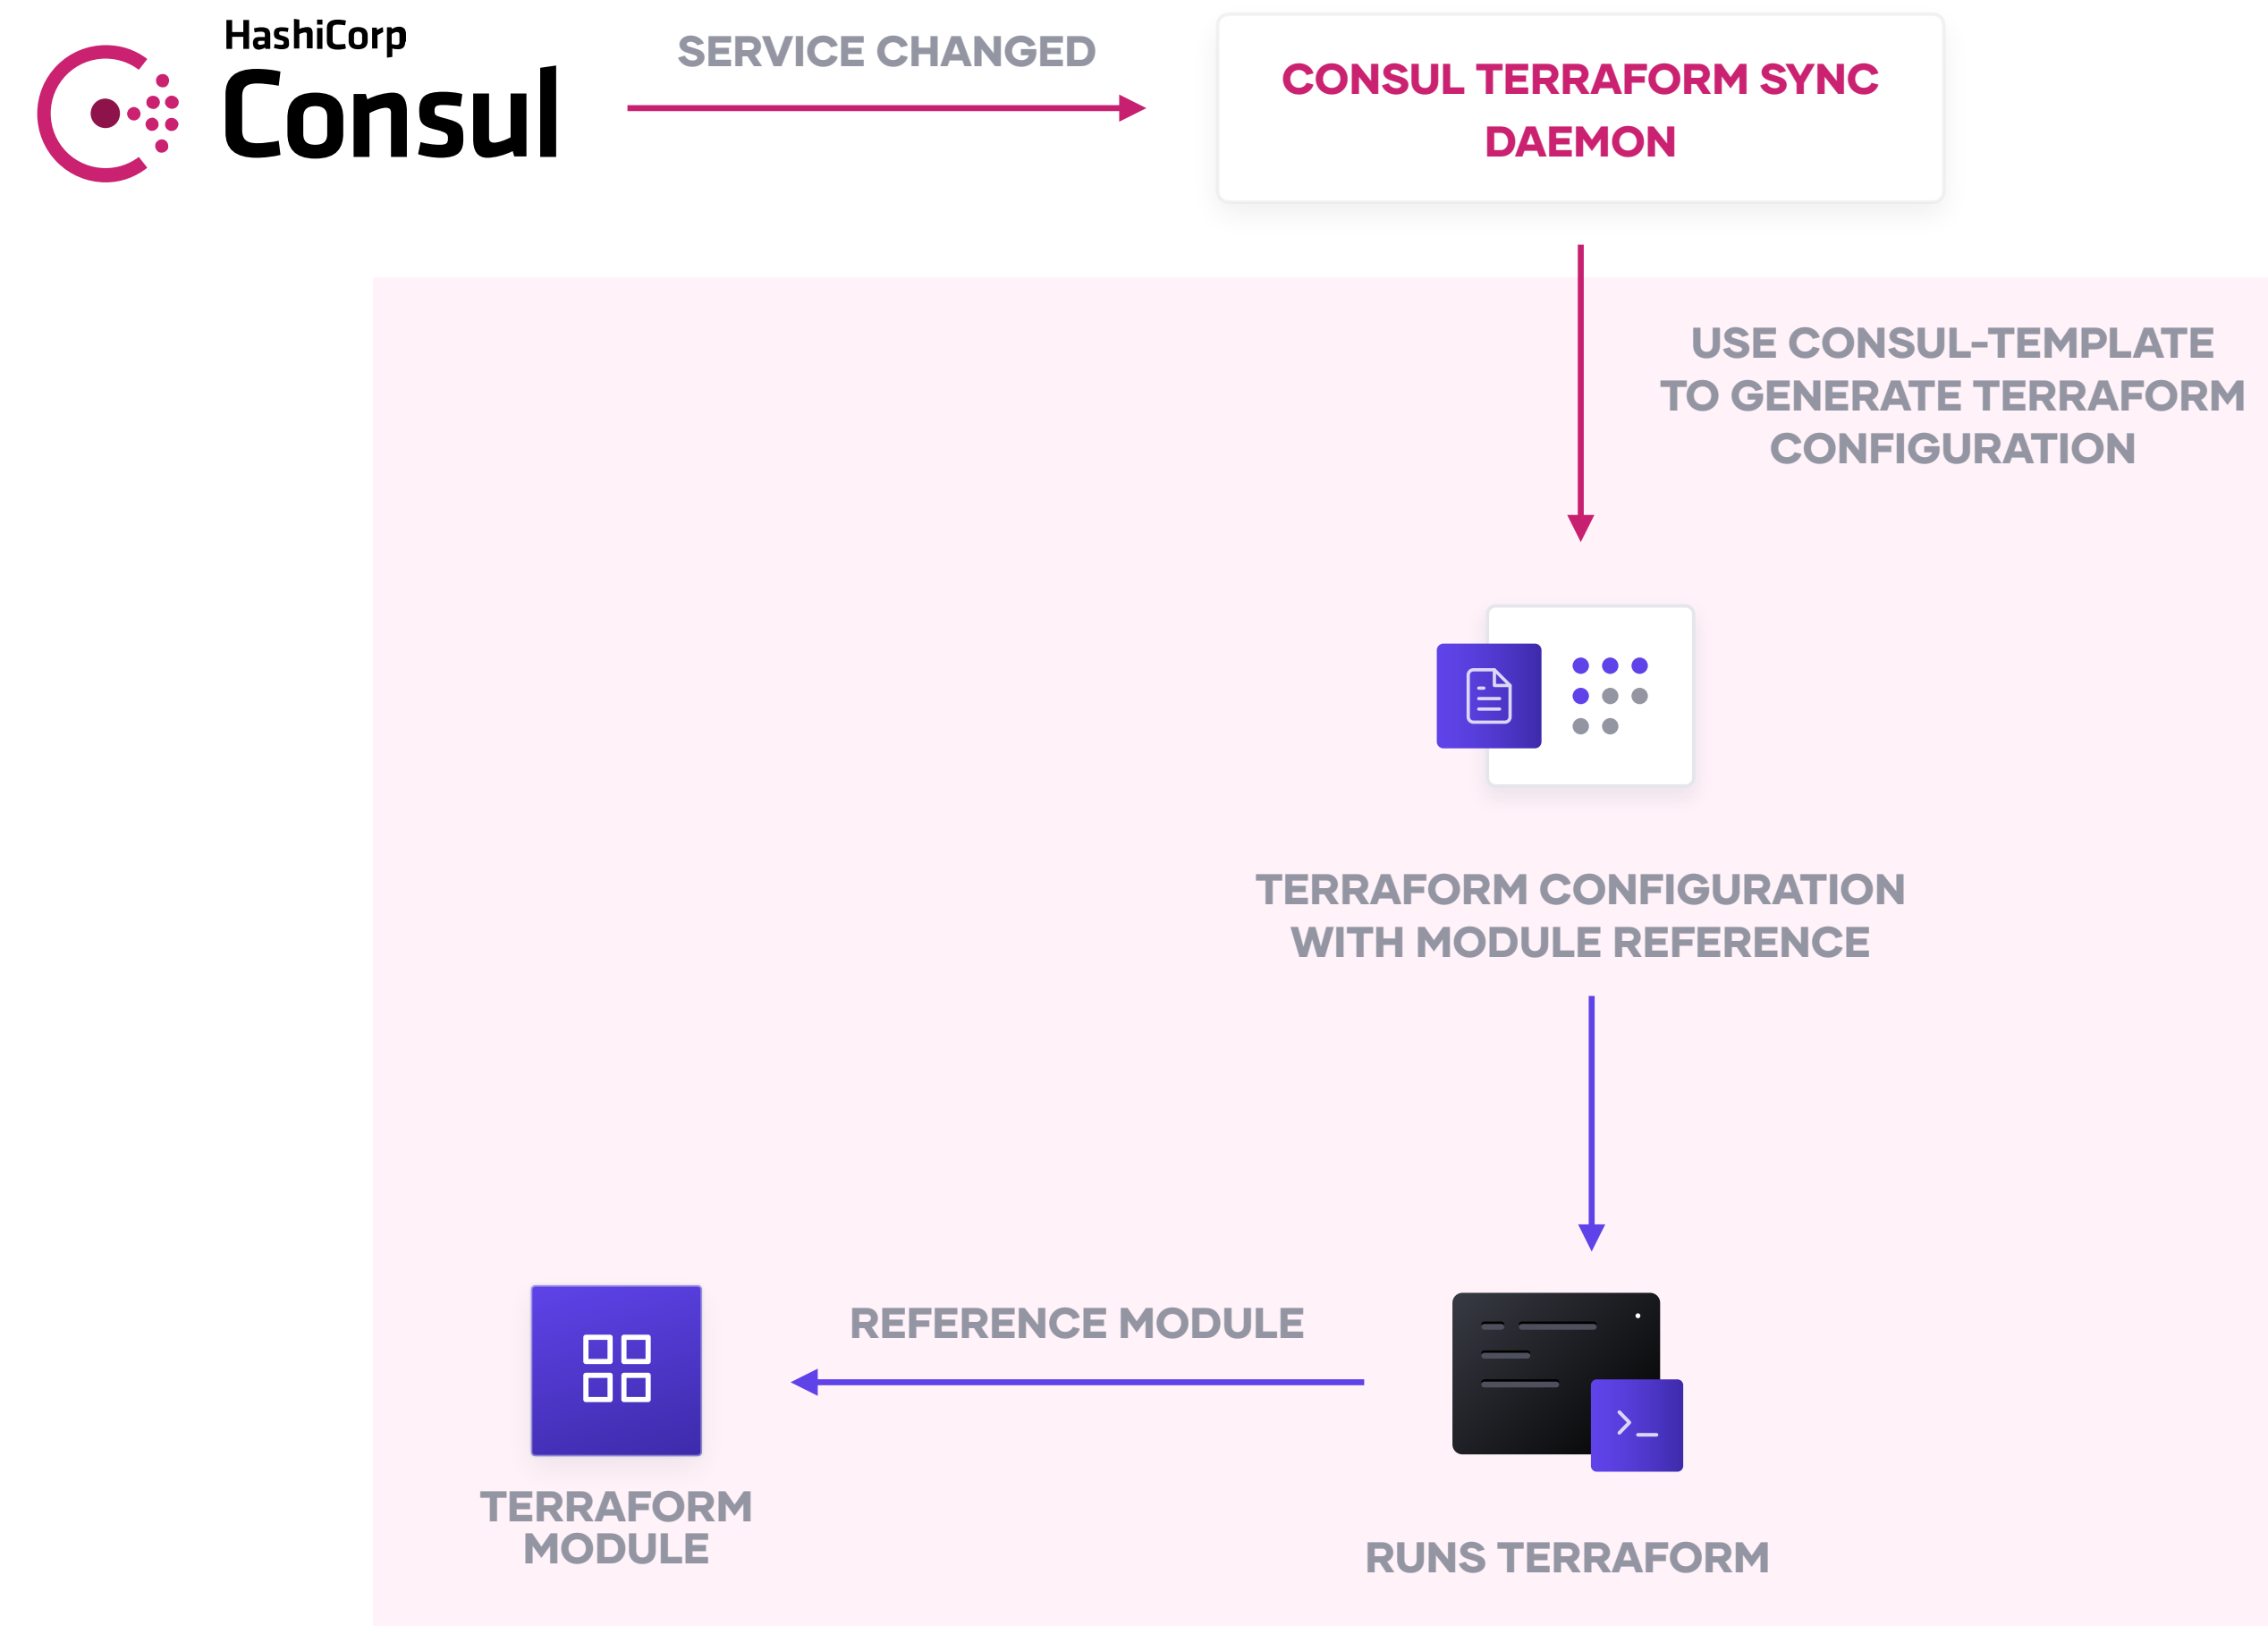 HashiCorp
Consul
SERVICE CHANGED
CONSUL TERRAFORM SYNC
DAEMON
USE CONSUL-TEMPLATE
TO GENERATE TERRAFORM
CONFIGURATION
TERRAFORM CONFIGURATION
WITH MODULE REFERENCE
REFERENCE MODULE
TERRAFORM
MODULE
RUNS TERRAFORM